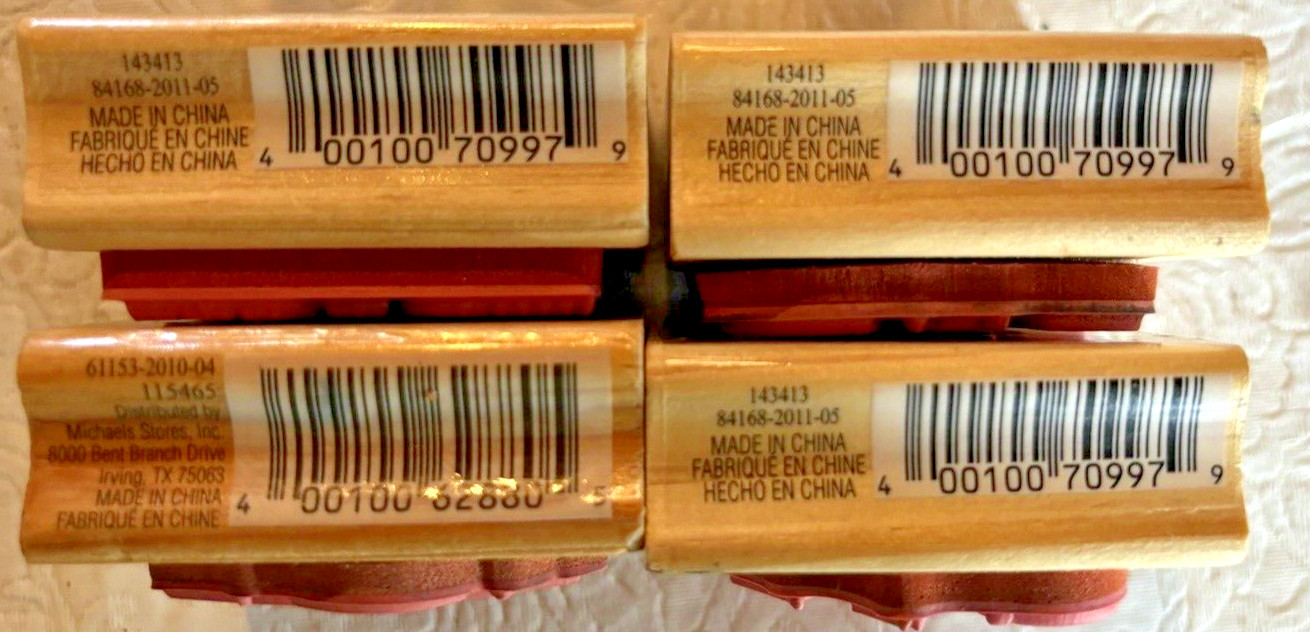 143413
84168-2011-05
MADE IN CHINA
FABRIQUÉ EN CHINE
HECHO EN CHINA
4 00100 70997 9
143413
84168-2011-05
MADE IN CHINA
FABRIQUÉ EN CHINE
HECHO EN CHINA
4 00100 70997 9
61153-2010-04
115465
Distributed by
Michaels Stores, Inc.
8000 Bent Branch Drive
Irving, TX 75063
MADE IN CHINA
FABRIQUÉ EN CHINE
4 00100 62880 5
143413
84168-2011-05
MADE IN CHINA
FABRIQUÉ EN CHINE
HECHO EN CHINA
4 00100 70997 9